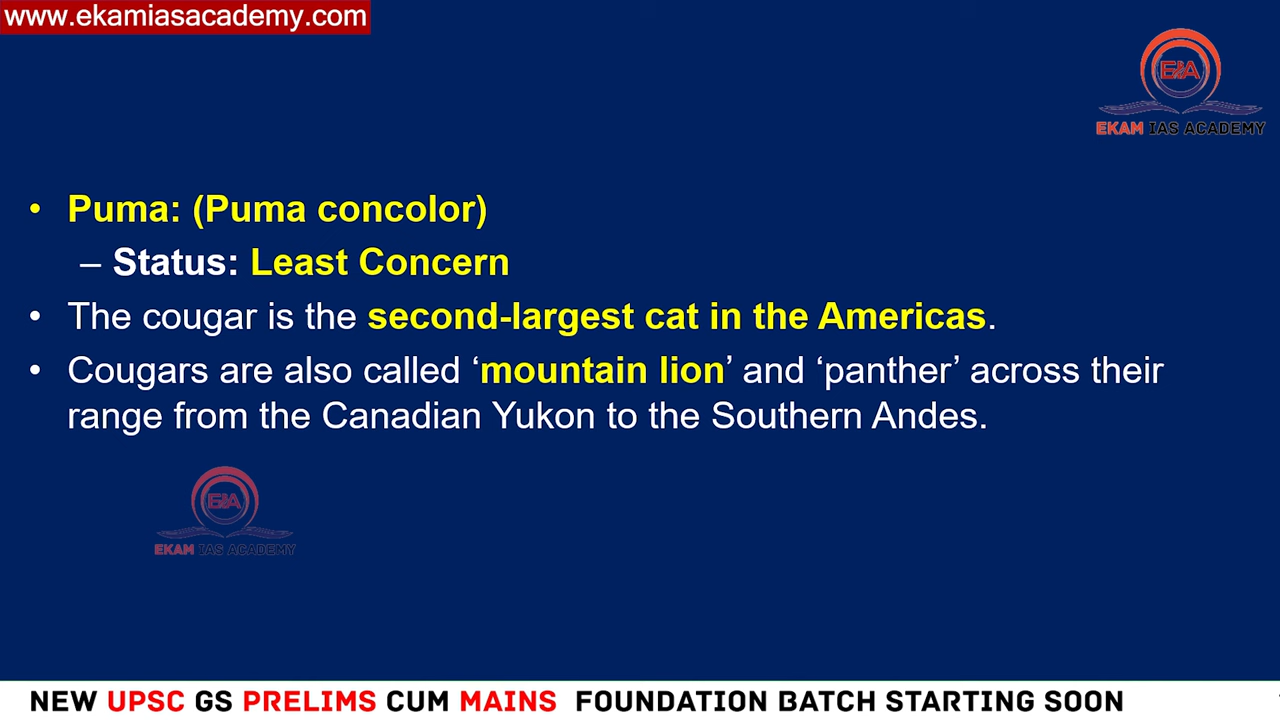 www.ekamiasacademy.com
EA
EKAM IAS ACADEMY
• Puma: (Puma concolor)
– Status: Least Concern
• The cougar is the second-largest cat in the Americas.
• Cougars are also called ‘mountain lion’ and ‘panther’ across their
range from the Canadian Yukon to the Southern Andes.
EA
EKAM IAS ACADEMY
NEW UPSC GS PRELIMS CUM MAINS FOUNDATION BATCH STARTING SOON